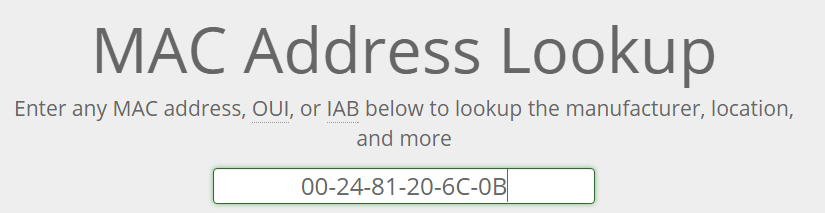 MAC Address Lookup
Enter any MAC address, OUI, or IAB below to lookup the manufacturer, location,
and more
00-24-81-20-6C-0B